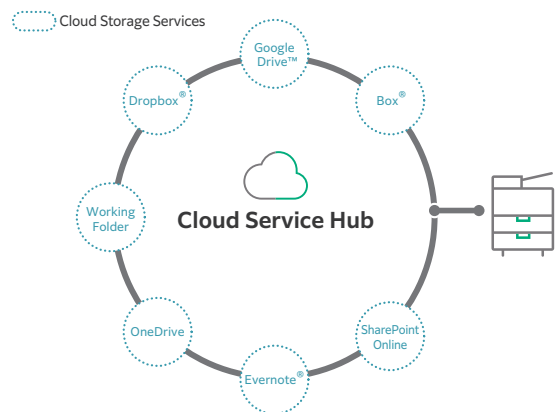 Cloud Storage Services
Google
Drive™
Dropbox®
Box®
Working
Folder
Cloud Service Hub
OneDrive
SharePoint
Online
Evernote®